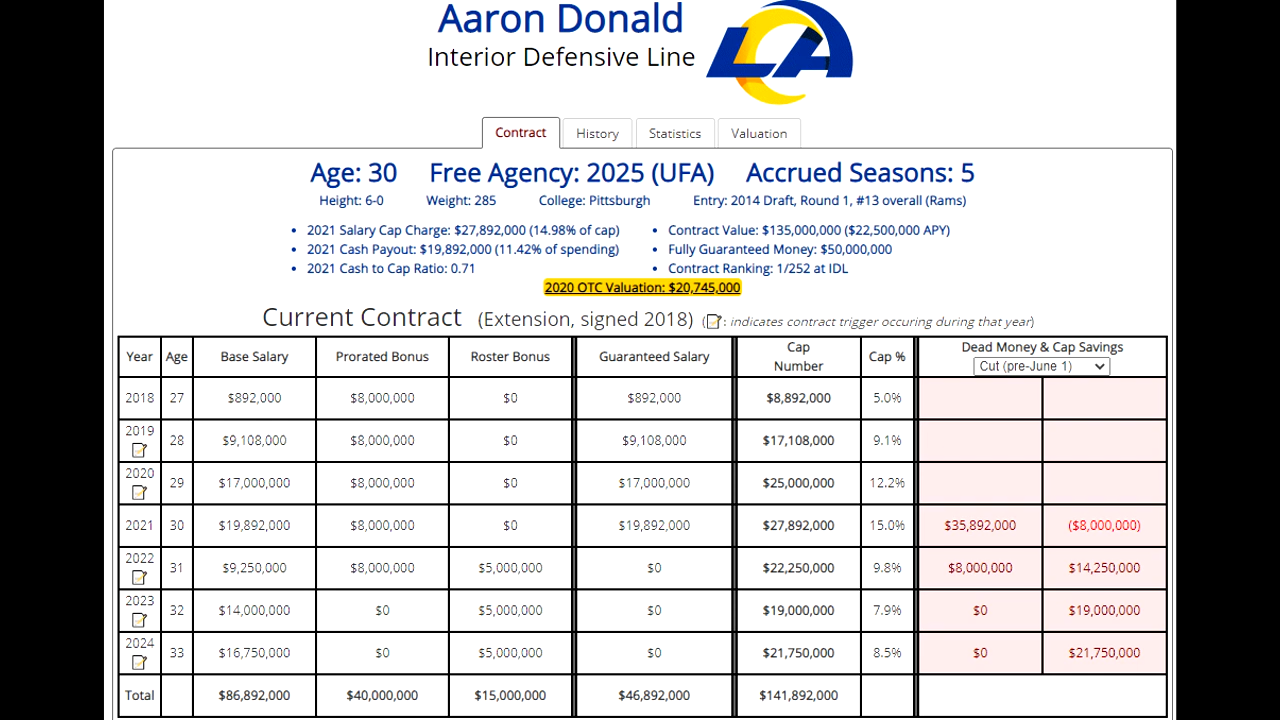 Aaron Donald
Interior Defensive Line
LA
Contract History Statistics Valuation
Age: 30 Free Agency: 2025 (UFA) Accrued Seasons: 5
Height: 6-0 Weight: 285 College: Pittsburgh Entry: 2014 Draft, Round 1, #13 overall (Rams)
• 2021 Salary Cap Charge: $27,892,000 (14.98% of cap) • Contract Value: $135,000,000 ($22,500,000 APY)
• 2021 Cash Payout: $19,892,000 (11.42% of spending) • Fully Guaranteed Money: $50,000,000
• 2021 Cash to Cap Ratio: 0.71 • Contract Ranking: 1/252 at IDL
2020 OTC Valuation: $20,745,000
Current Contract (Extension, signed 2018) (📝: indicates contract trigger occuring during that year)
Year Age Base Salary Prorated Bonus Roster Bonus Guaranteed Salary Cap Number Cap % Dead Money & Cap Savings
Cut (pre-June 1)
2018 27 $892,000 $8,000,000 $0 $892,000 $8,892,000 5.0%
2019 28 $9,108,000 $8,000,000 $0 $9,108,000 $17,108,000 9.1%
2020 29 $17,000,000 $8,000,000 $0 $17,000,000 $25,000,000 12.2%
2021 30 $19,892,000 $8,000,000 $0 $19,892,000 $27,892,000 15.0% $35,892,000 ($8,000,000)
2022 31 $9,250,000 $8,000,000 $5,000,000 $0 $22,250,000 9.8% $8,000,000 $14,250,000
2023 32 $14,000,000 $0 $5,000,000 $0 $19,000,000 7.9% $0 $19,000,000
2024 33 $16,750,000 $0 $5,000,000 $0 $21,750,000 8.5% $0 $21,750,000
Total $86,892,000 $40,000,000 $15,000,000 $46,892,000 $141,892,000